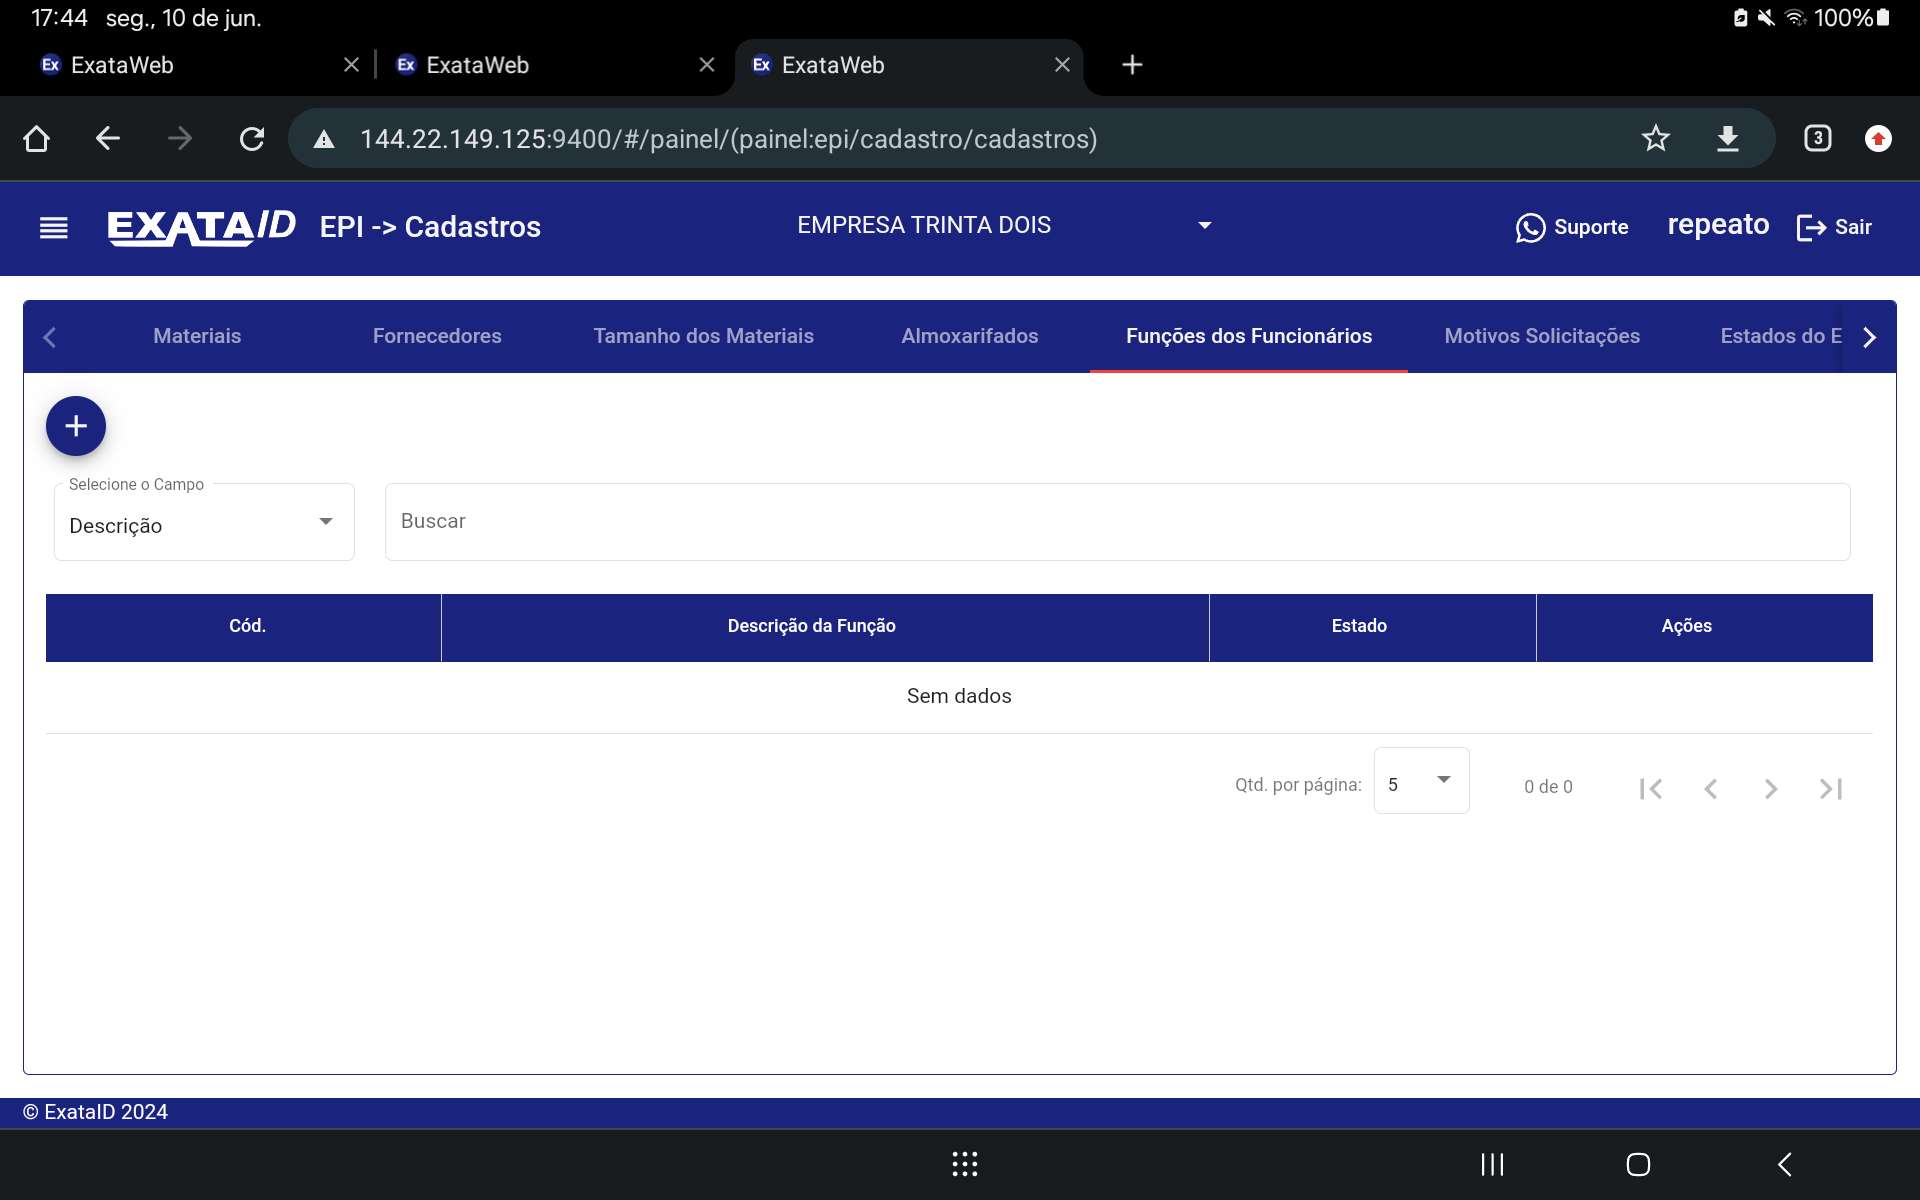 17:44 seg., 10 de jun. 100%
Ex ExataWeb Ex ExataWeb Ex ExataWeb
144.22.149.125:9400/#/painel/(painel:epi/cadastro/cadastros) 3
EXATAID EPI -> Cadastros EMPRESA TRINTA DOIS Suporte repeato Sair
Materiais Fornecedores Tamanho dos Materiais Almoxarifados Funções dos Funcionários Motivos Solicitações Estados do E
Selecione o Campo
Descrição Buscar
Cód. Descrição da Função Estado Ações
Sem dados
Qtd. por página: 5 0 de 0
© ExataID 2024